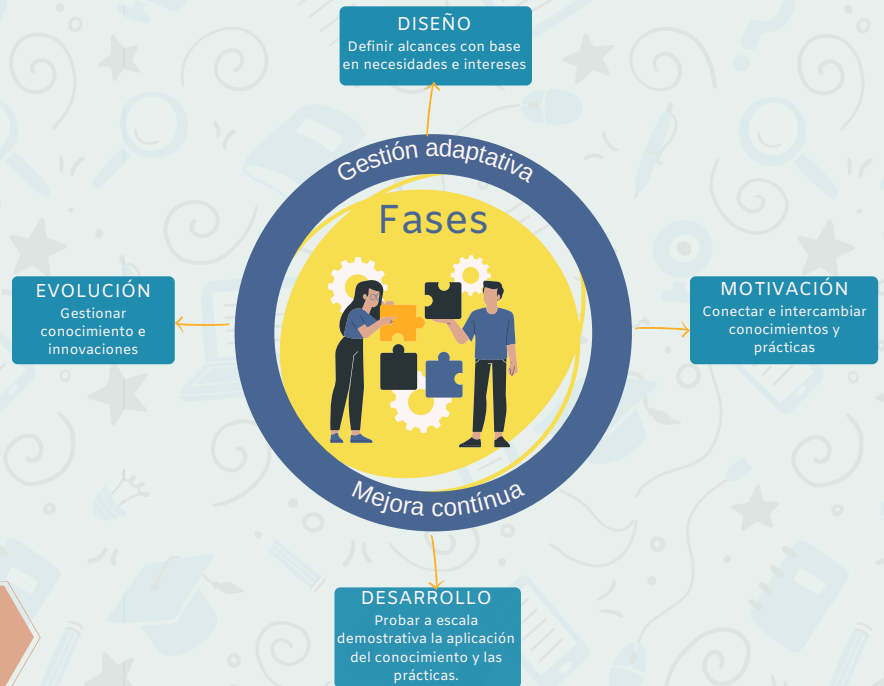 DISEÑO
Definir alcances con base
en necesidades e intereses
Gestión adaptativa
Fases
EVOLUCIÓN
Gestionar
conocimiento e
innovaciones
MOTIVACIÓN
Conectar e intercambiar
conocimientos y
prácticas
Mejora contínua
DESARROLLO
Probar a escala
demostrativa la aplicación
del conocimiento y las
prácticas.